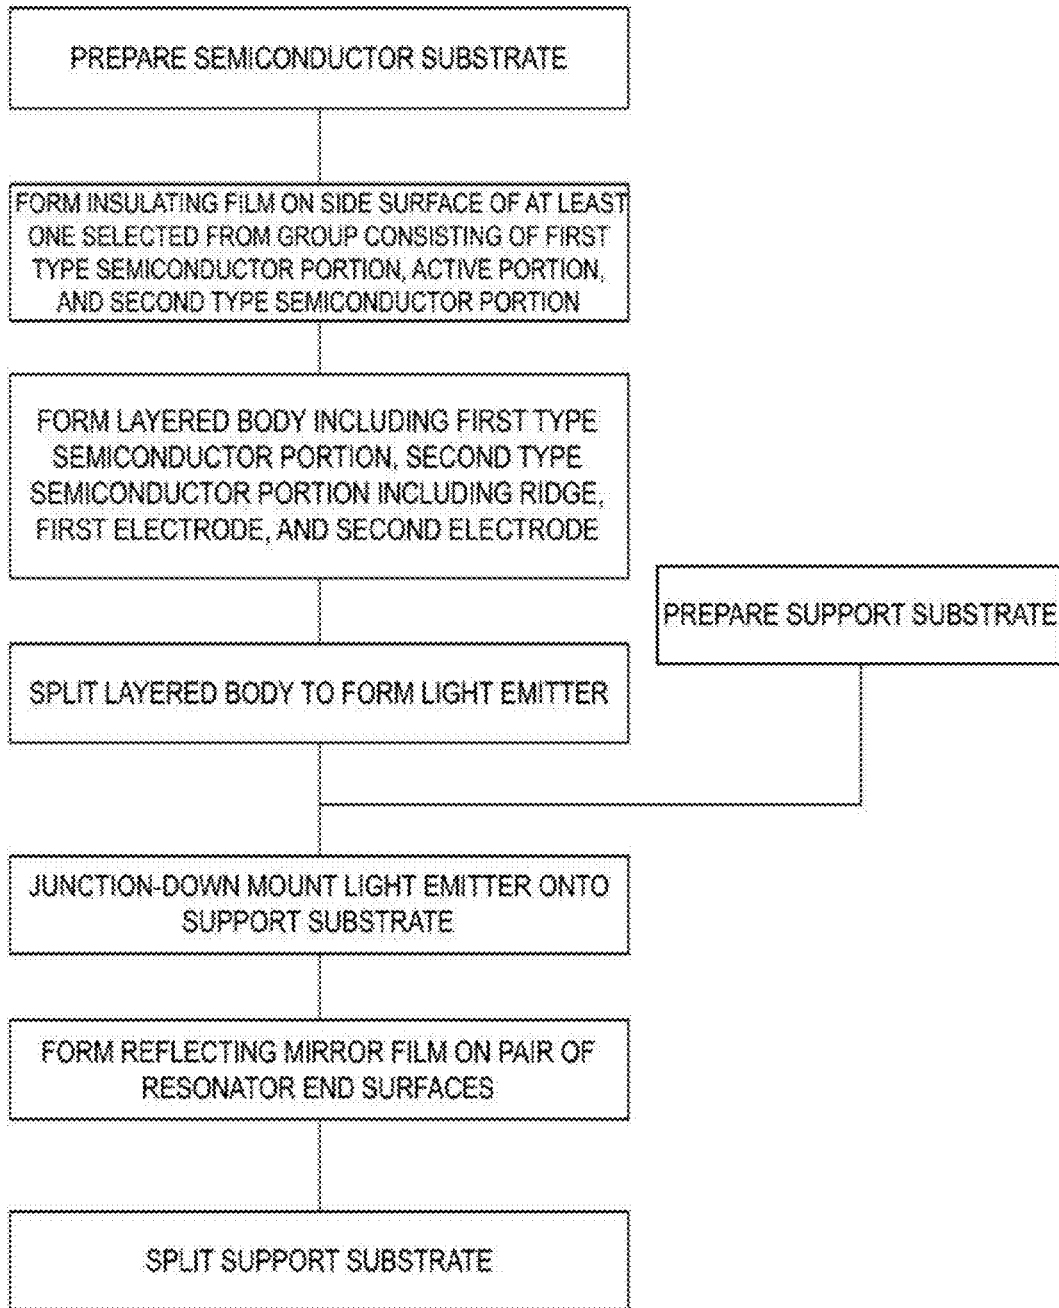 PREPARE SEMICONDUCTOR SUBSTRATE
FORM INSULATING FILM ON SIDE SURFACE OF AT LEAST
ONE SELECTED FROM GROUP CONSISTING OF FIRST
TYPE SEMICONDUCTOR PORTION, ACTIVE PORTION,
AND SECOND TYPE SEMICONDUCTOR PORTION
FORM LAYERED BODY INCLUDING FIRST TYPE
SEMICONDUCTOR PORTION, SECOND TYPE
SEMICONDUCTOR PORTION INCLUDING RIDGE,
FIRST ELECTRODE, AND SECOND ELECTRODE
PREPARE SUPPORT SUBSTRATE
SPLIT LAYERED BODY TO FORM LIGHT EMITTER
JUNCTION-DOWN MOUNT LIGHT EMITTER ONTO
SUPPORT SUBSTRATE
FORM REFLECTING MIRROR FILM ON PAIR OF
RESONATOR END SURFACES
SPLIT SUPPORT SUBSTRATE